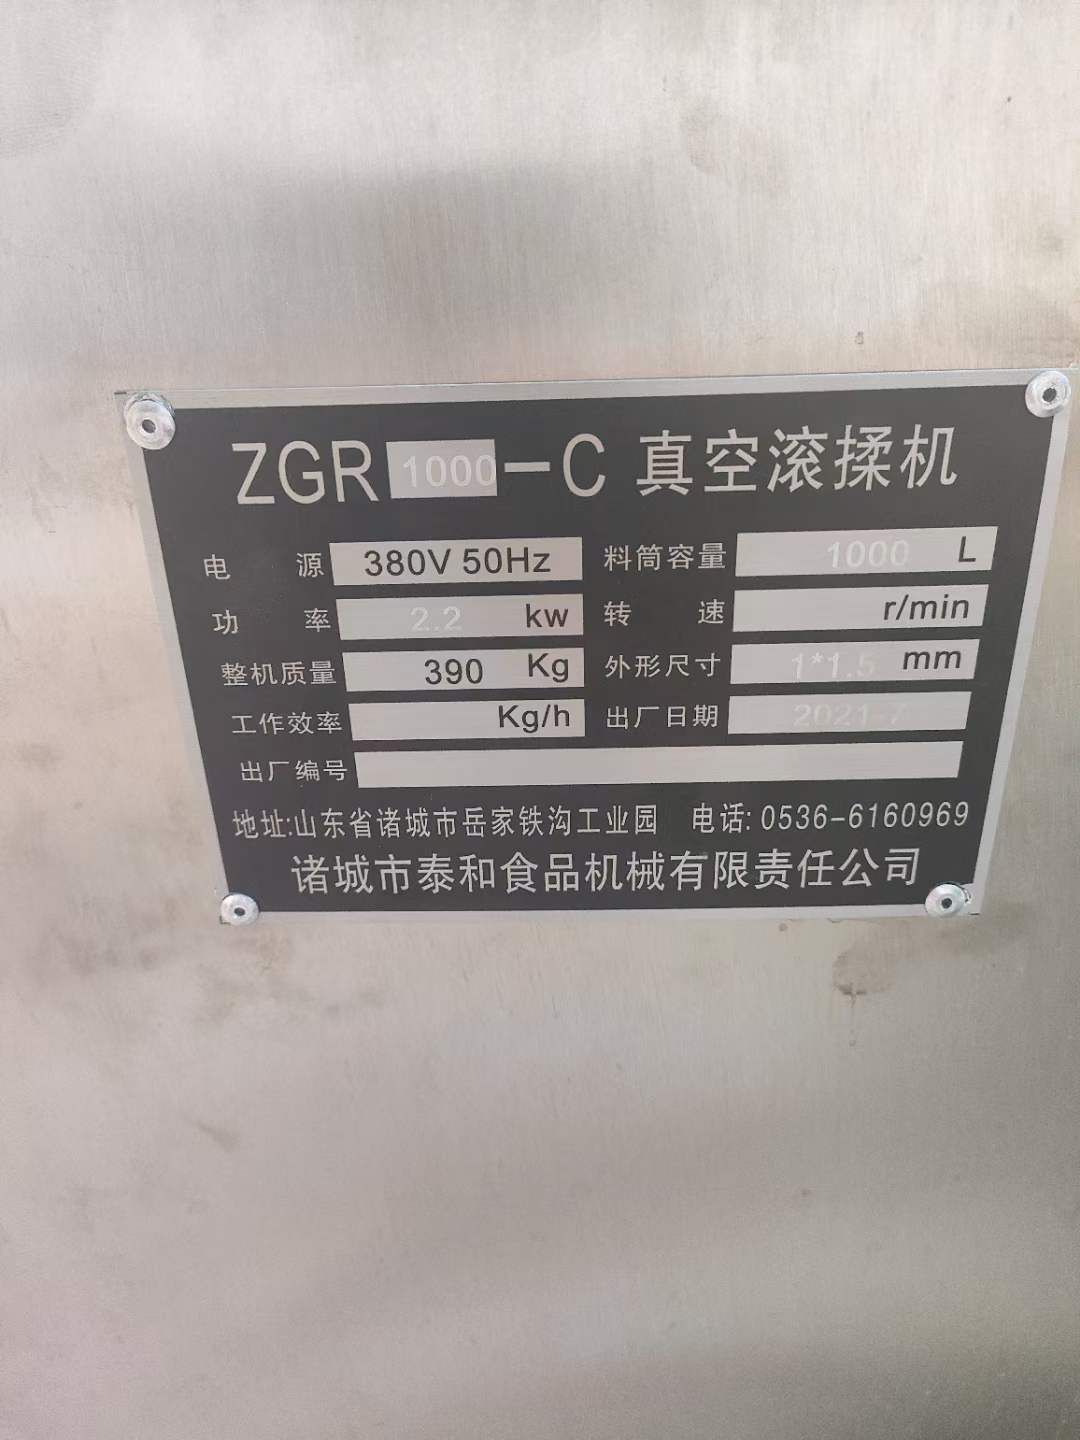 ZGR 1000-C 真空滚揉机
电 源 380V 50Hz 料筒容量 1000 L
功 率 2.2 kw 转 速 r/min
整机质量 390 Kg 外形尺寸 1*1.5 mm
工作效率 Kg/h 出厂日期 2021-7
出厂编号
地址:山东省诸城市岳家铁沟工业园 电话:0536-6160969
诸城市泰和食品机械有限责任公司